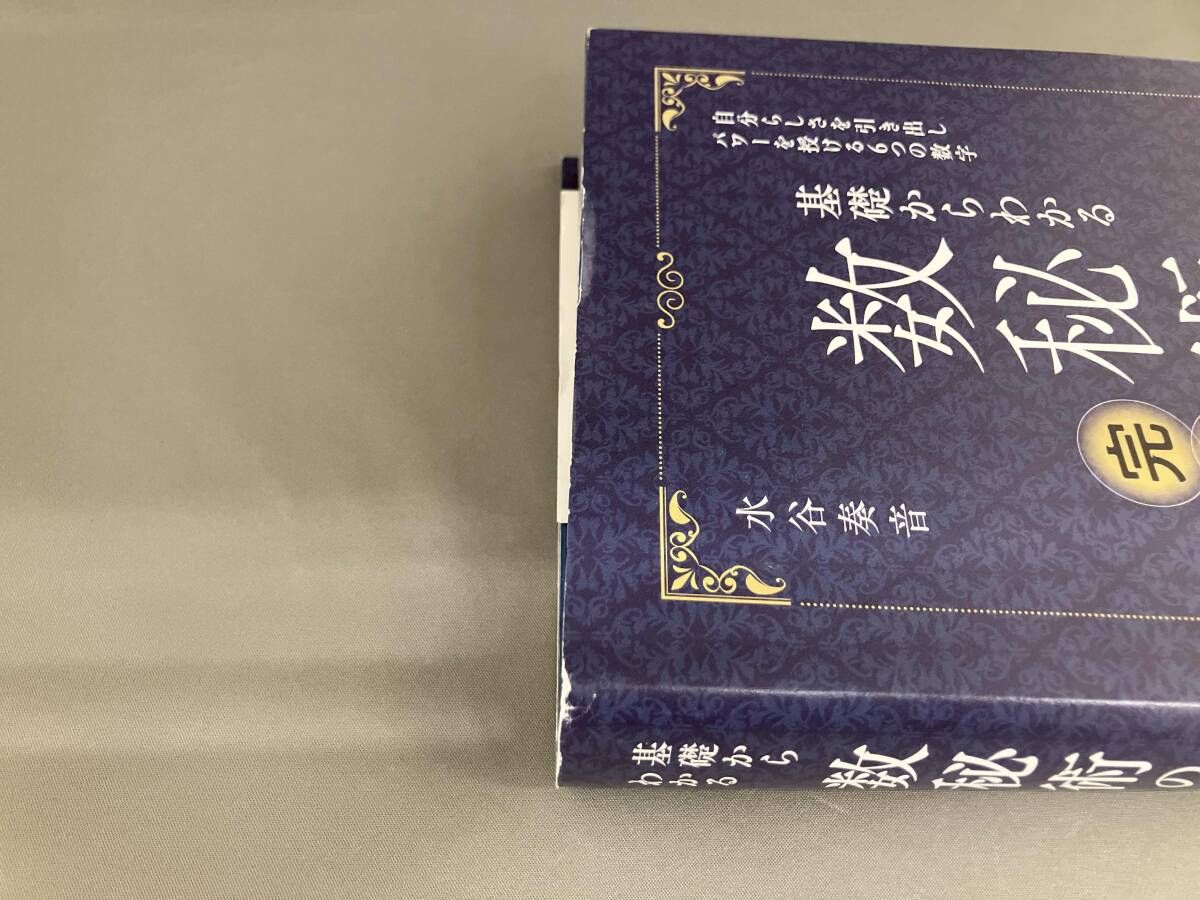 自分らしさを引き出し
パワーを授ける6つの数字
基礎からわかる
数秘
完
水谷奏音
基礎から
わかる
数秘術の